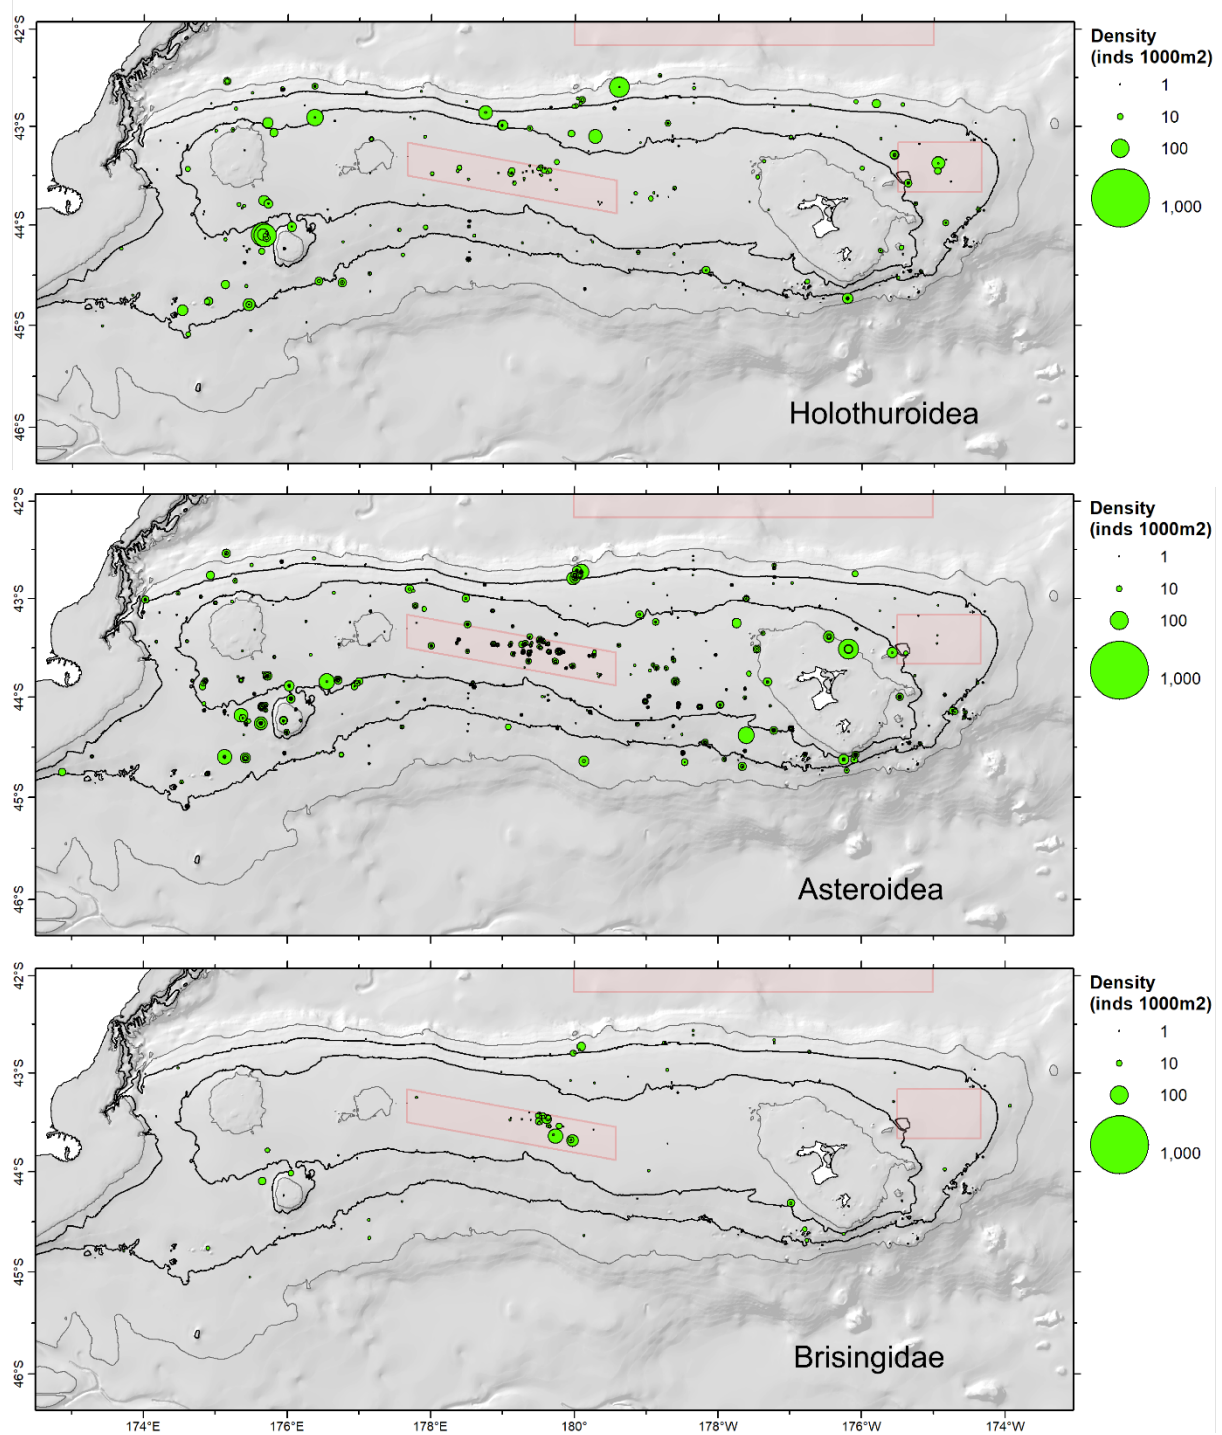 42°S
43°S
44°S
45°S
46°S
Density
(inds 1000m2)
1
10
100
1,000
Holothuroidea
42°S
43°S
44°S
45°S
46°S
Density
(inds 1000m2)
1
10
100
1,000
Asteroidea
42°S
43°S
44°S
45°S
46°S
Density
(inds 1000m2)
1
10
100
1,000
Brisingidae
174°E
176°E
178°E
180°
178°W
176°W
174°W